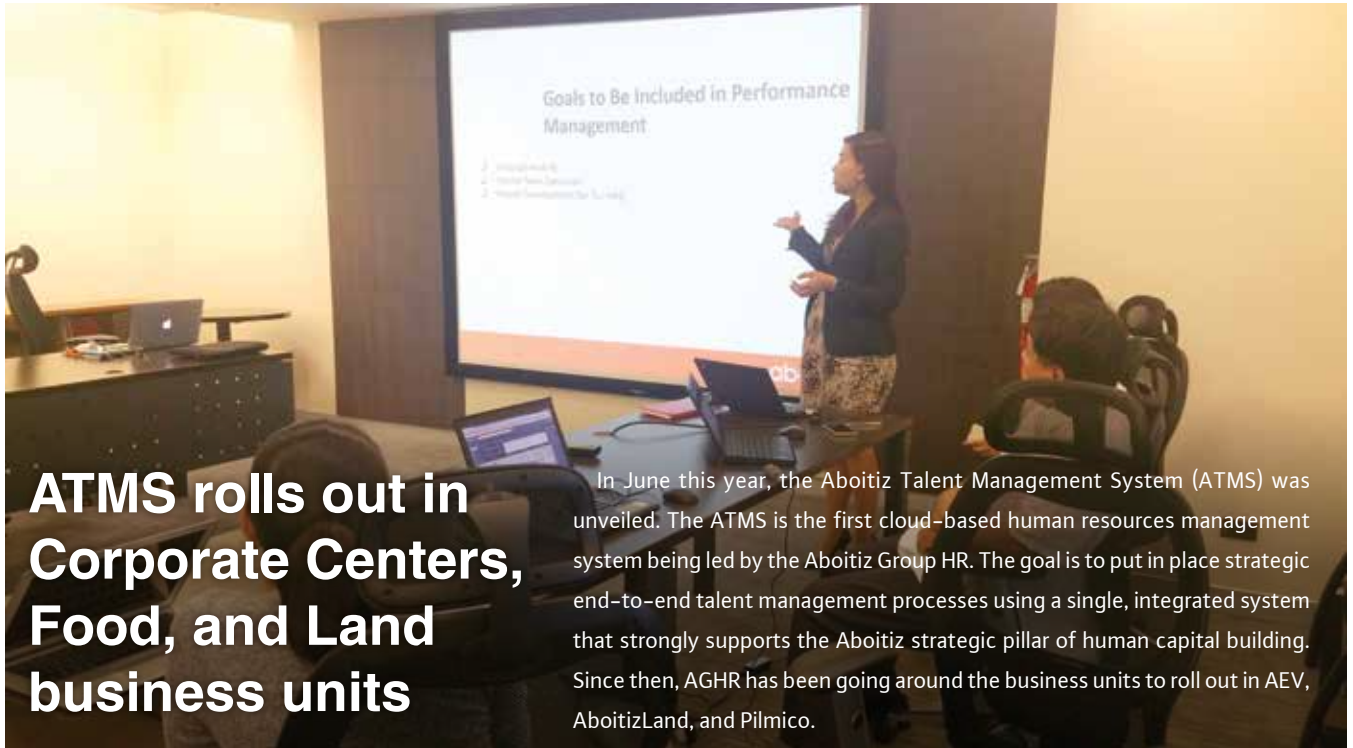 Goals to Be Included in Performance
Management
ATMS rolls out in
Corporate Centers,
Food, and Land
business units
In June this year, the Aboitiz Talent Management System (ATMS) was
unveiled. The ATMS is the first cloud-based human resources management
system being led by the Aboitiz Group HR. The goal is to put in place strategic
end-to-end talent management processes using a single, integrated system
that strongly supports the Aboitiz strategic pillar of human capital building.
Since then, AGHR has been going around the business units to roll out in AEV,
AboitizLand, and Pilmico.